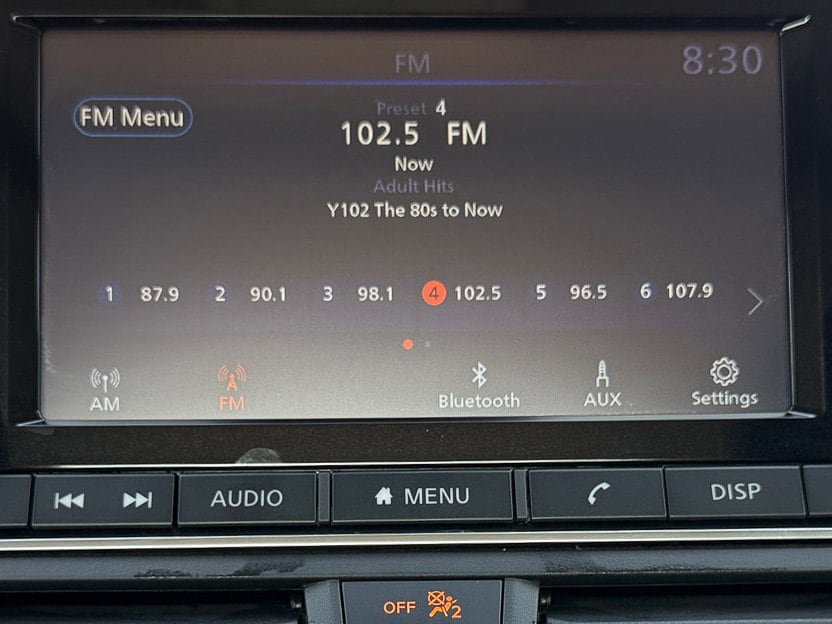 FM
8:30
FM Menu
Preset 4
102.5 FM
Now
Adult Hits
Y102 The 80s to Now
1 87.9 2 90.1 3 98.1 4 102.5 5 96.5 6 107.9
AM FM Bluetooth AUX Settings
AUDIO MENU DISP
OFF 2